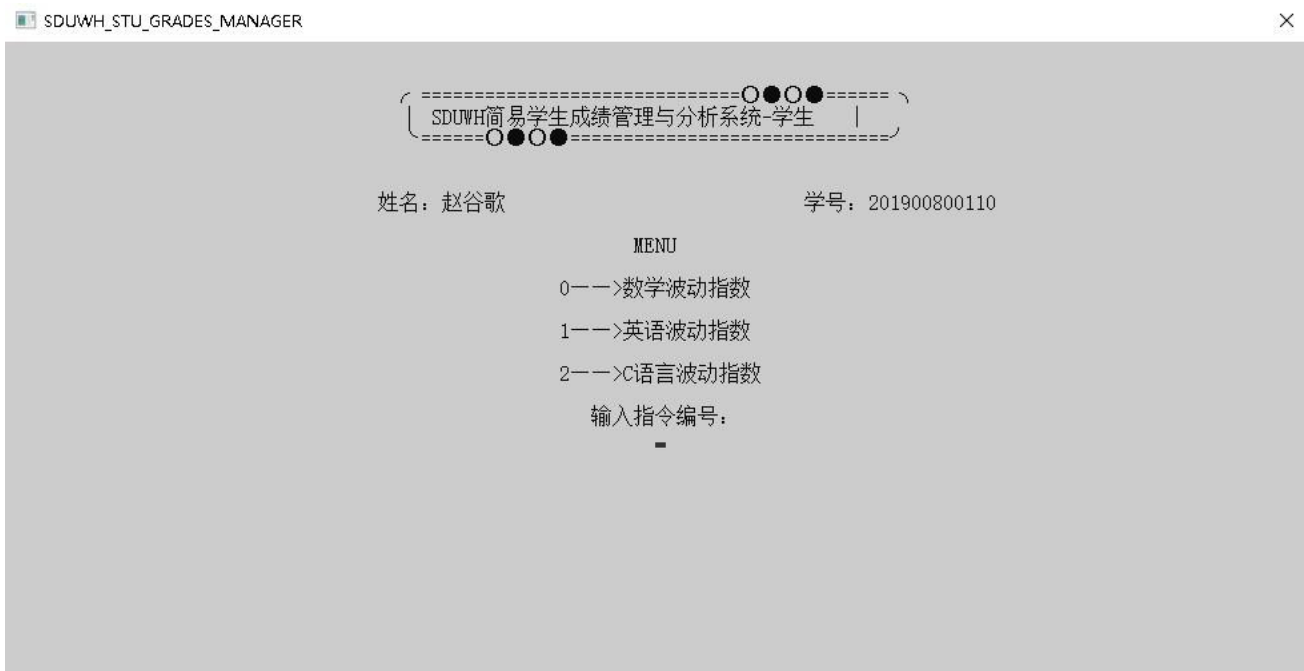 SDUWH_STU_GRADES_MANAGER
╭ ==============================○●○●====== ╮
│ SDUWH简易学生成绩管理与分析系统-学生 │
╰======○●○●==============================╯
姓名：赵谷歌 学号：201900800110
MENU
0——>数学波动指数
1——>英语波动指数
2——>C语言波动指数
输入指令编号：